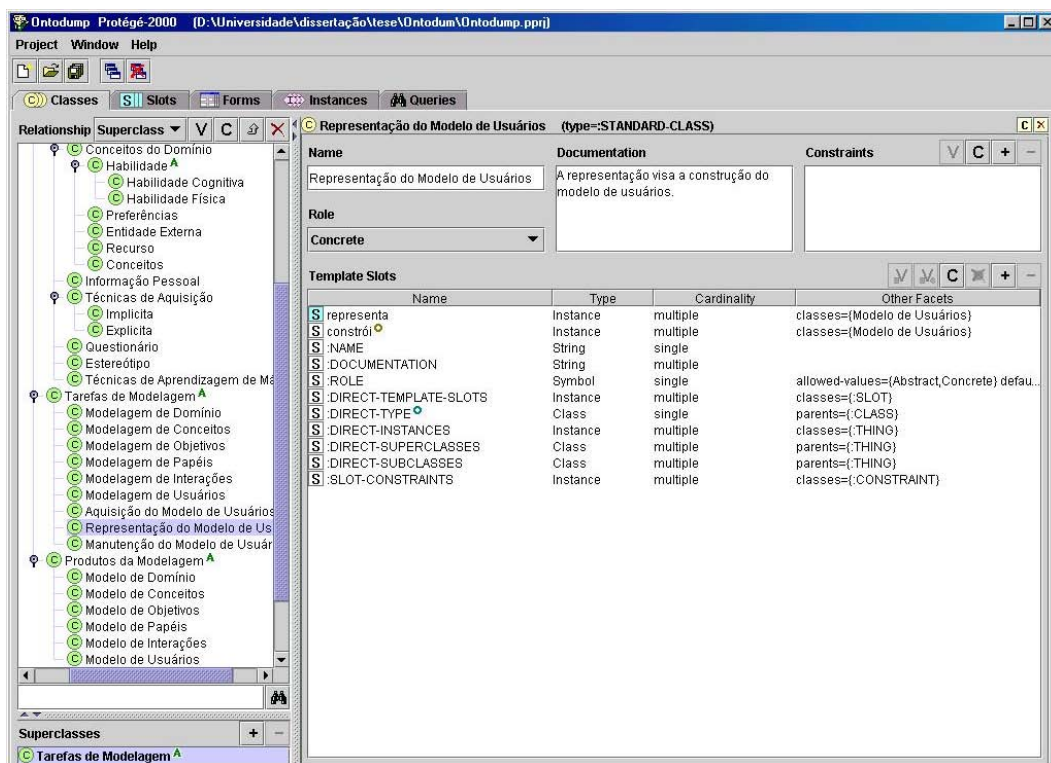 Ontodump Protégé-2000 (D:\Universidade\dissertação\tese\Ontodum\Ontodump.pprj)
Project Window Help
Classes Slots Forms Instances Queries
Relationship Superclass V C
Conceitos do Domínio
Habilidade A
Habilidade Cognitiva
Habilidade Física
Preferências
Entidade Externa
Recurso
Conceitos
Informação Pessoal
Técnicas de Aquisição
Implicita
Explicita
Questionário
Estereótipo
Técnicas de Aprendizagem de Má
Tarefas de Modelagem A
Modelagem de Domínio
Modelagem de Conceitos
Modelagem de Objetivos
Modelagem de Papéis
Modelagem de Interações
Modelagem de Usuários
Aquisição do Modelo de Usuários
Representação do Modelo de Us
Manutenção do Modelo de Usuár
Produtos da Modelagem A
Modelo de Domínio
Modelo de Conceitos
Modelo de Objetivos
Modelo de Papéis
Modelo de Interações
Modelo de Usuários
Superclasses + -
Tarefas de Modelagem A
C Representação do Modelo de Usuários (type=:STANDARD-CLASS) C x
Name Documentation Constraints V C + -
Representação do Modelo de Usuários
A representação visa a construção do
modelo de usuários.
Role
Concrete
Template Slots V V C + -
Name Type Cardinality Other Facets
S representa Instance multiple classes={Modelo de Usuários}
S constrói Instance multiple classes={Modelo de Usuários}
S :NAME String single
S :DOCUMENTATION String multiple
S :ROLE Symbol single allowed-values={Abstract,Concrete} defau...
S :DIRECT-TEMPLATE-SLOTS Instance multiple classes={:SLOT}
S :DIRECT-TYPE Class single parents={:CLASS}
S :DIRECT-INSTANCES Instance multiple classes={:THING}
S :DIRECT-SUPERCLASSES Class multiple parents={:THING}
S :DIRECT-SUBCLASSES Class multiple parents={:THING}
S :SLOT-CONSTRAINTS Instance multiple classes={:CONSTRAINT}